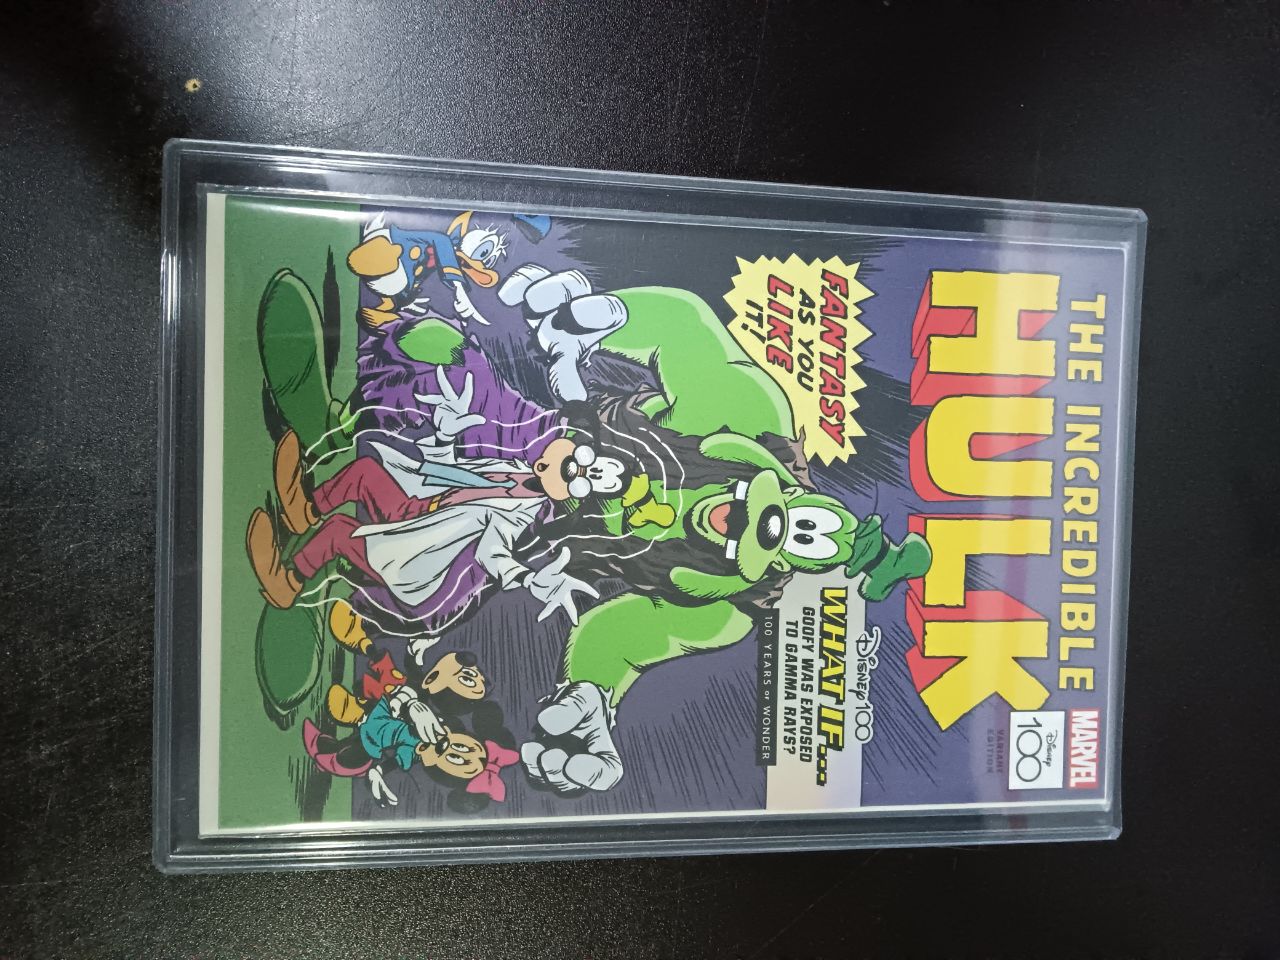 THE INCREDIBLE
MARVEL
HULK
Disney
100
VARIANT
EDITION
FANTASY
AS YOU
LIKE
IT!
Disney100
WHAT IF...
GOOFY WAS EXPOSED
TO GAMMA RAYS?
100 YEARS OF WONDER